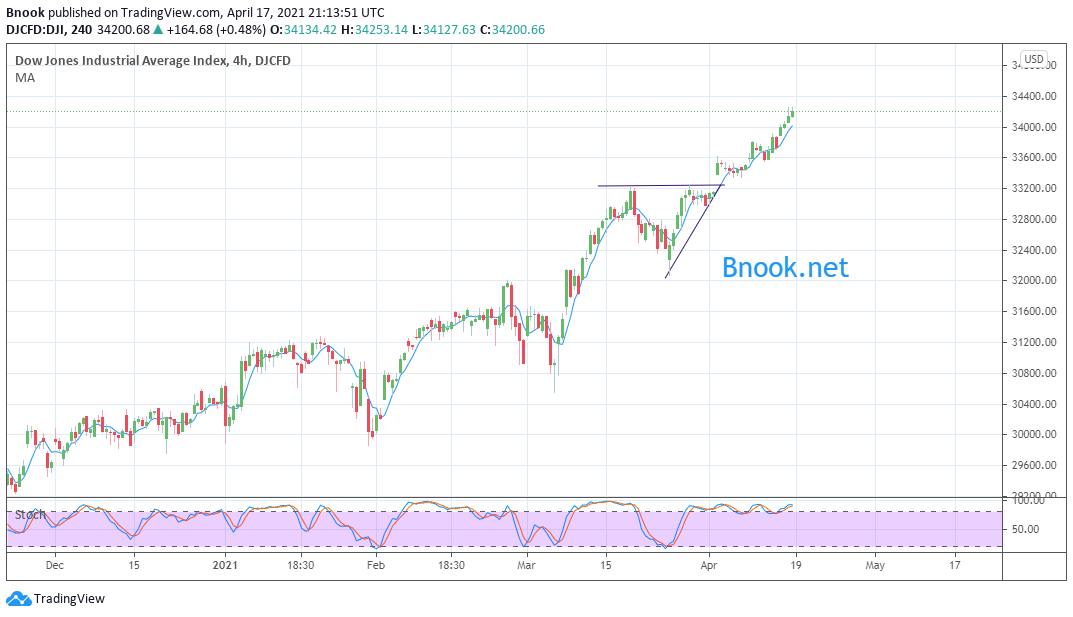 Bnook published on TradingView.com, April 17, 2021 21:13:51 UTC
DJCFD:DJI, 240 34200.68 ▲ +164.68 (+0.48%) O:34134.42 H:34253.14 L:34127.63 C:34200.66
Dow Jones Industrial Average Index, 4h, DJCFD
MA
USD
34400.00
34000.00
33600.00
33200.00
32800.00
32400.00
Bnook.net
32000.00
31600.00
31200.00
30800.00
30400.00
30000.00
29600.00
29200.00
100.00
Stoch
50.00
Dec 15 2021 18:30 Feb 18:30 Mar 15 Apr 19 May 17
TradingView